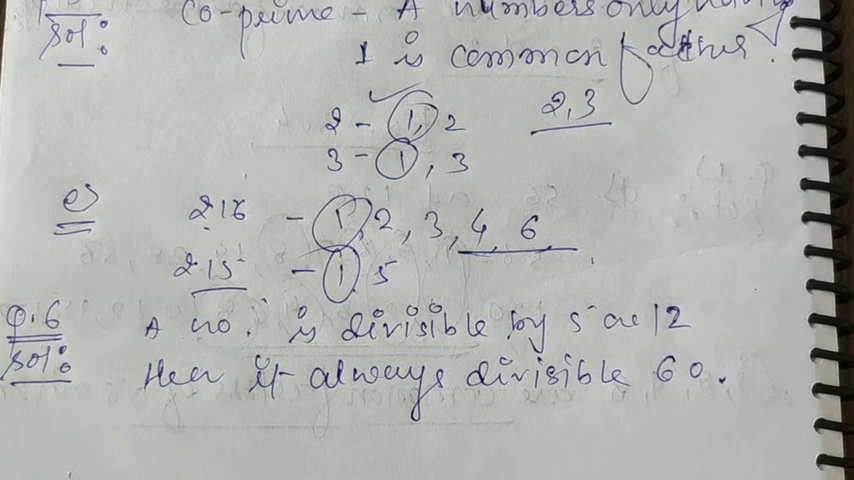 Sol:
Co-prime - A numbers only
1 is common factors.
2 - 1, 2 2, 3
3 - 1, 3
e) 216 - 1, 2, 3, 4, 6
215 - 1, 5
Q.6 A no. is divisible by 5 12
Sol: it always divisible 60.